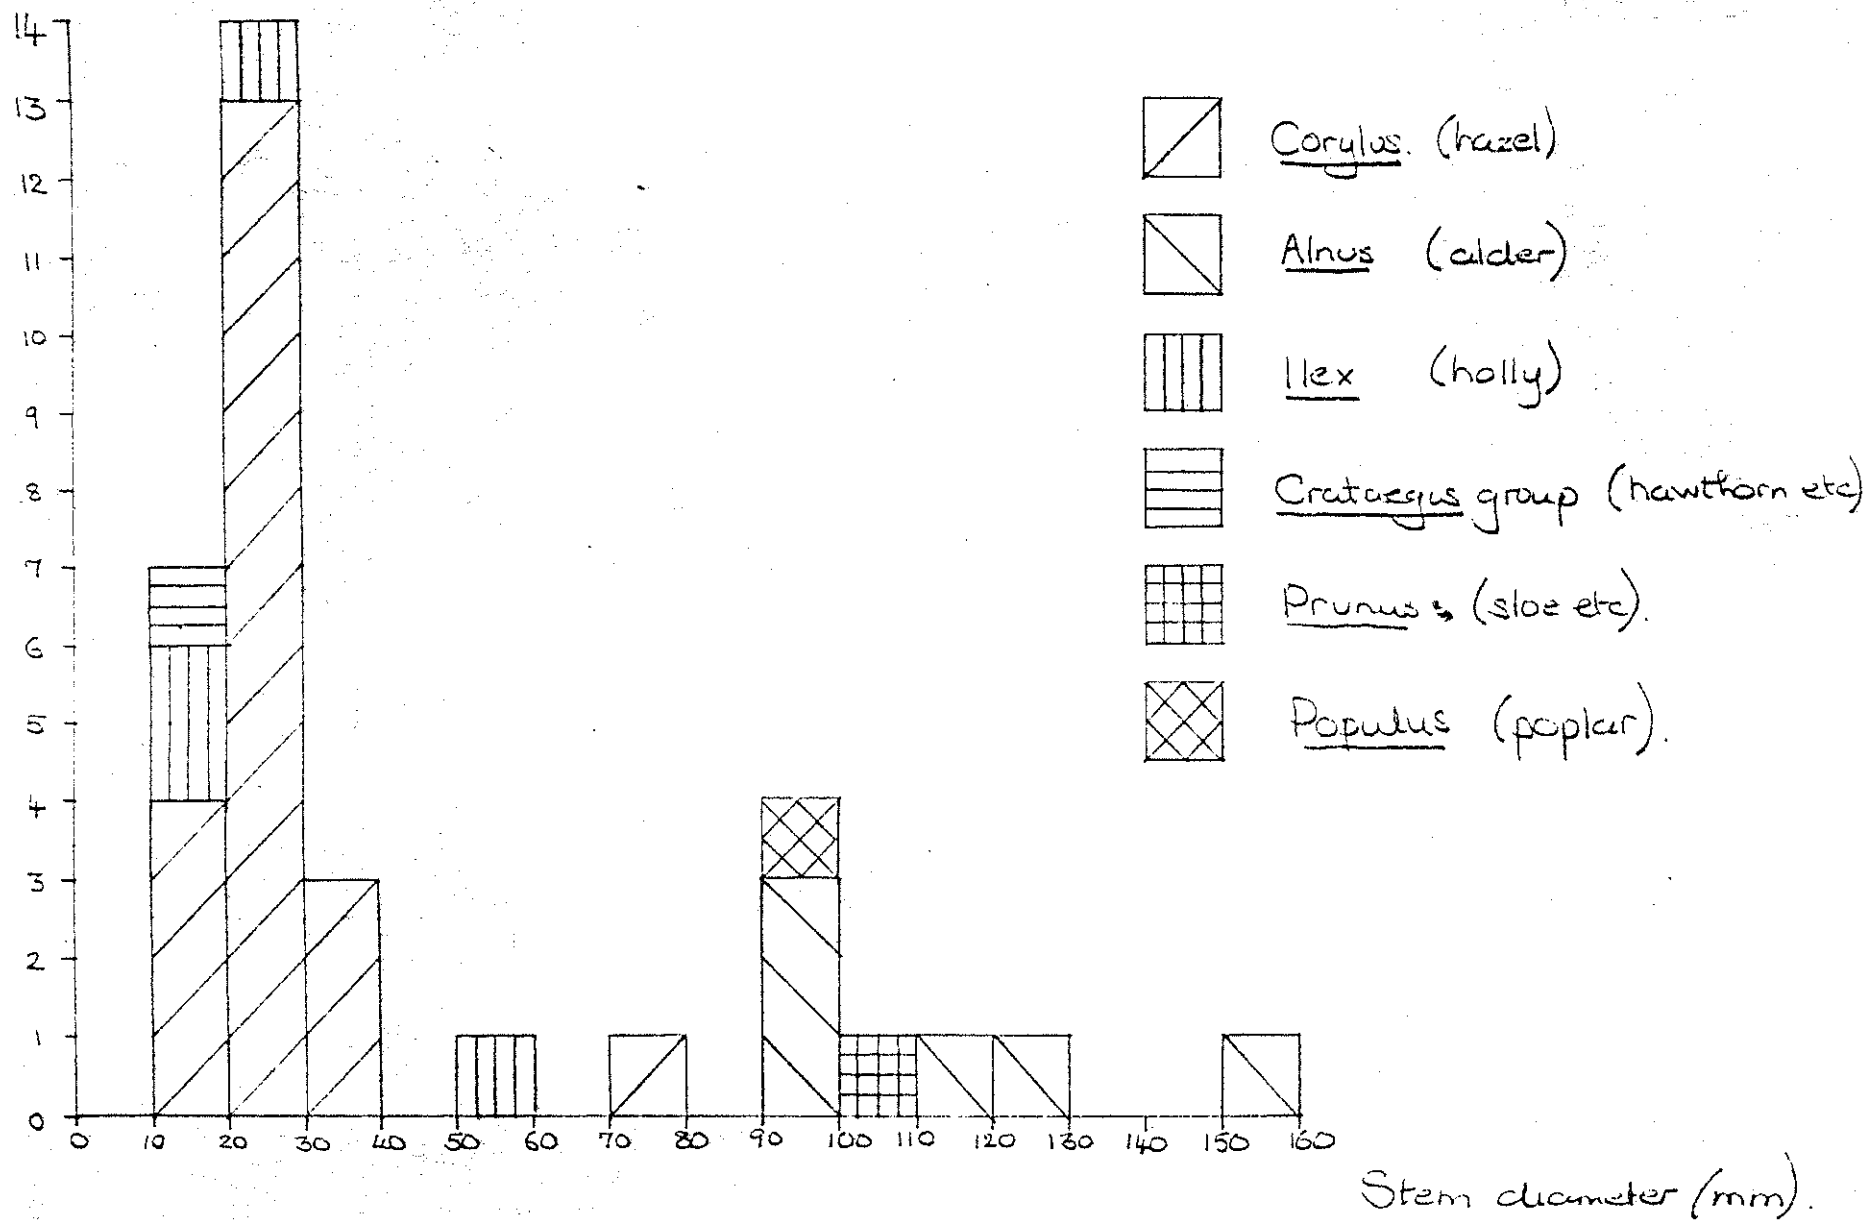 14
13
12
11
10
9
8
7
6
5
4
3
2
1
0
0 10 20 30 40 50 60 70 80 90 100 110 120 130 140 150 160
Stem diameter (mm).
Corylus. (hazel)
Alnus (alder)
Ilex (holly)
Crataegus group (hawthorn etc)
Prunus (sloe etc).
Populus (poplar).